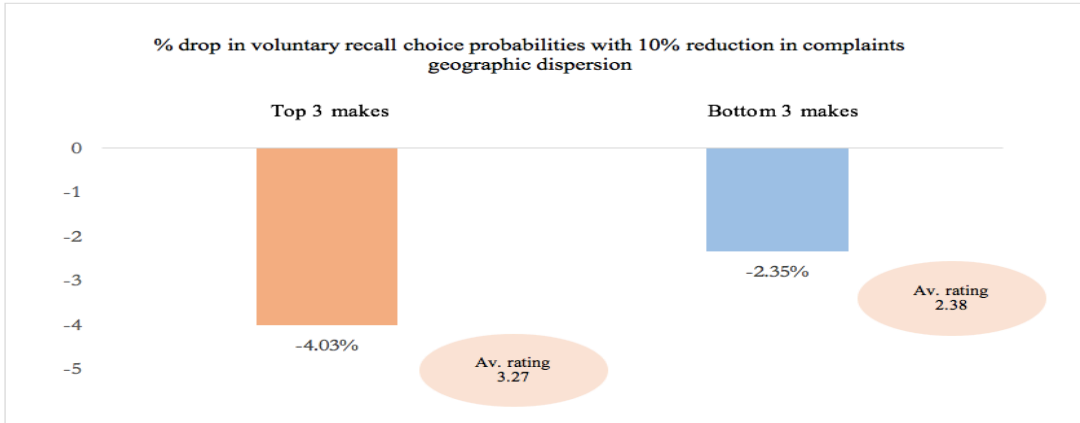 % drop in voluntary recall choice probabilities with 10% reduction in complaints
geographic dispersion
Top 3 makes
Bottom 3 makes
0
-1
-2
-3
-4
-5
-4.03%
Av. rating
3.27
-2.35%
Av. rating
2.38